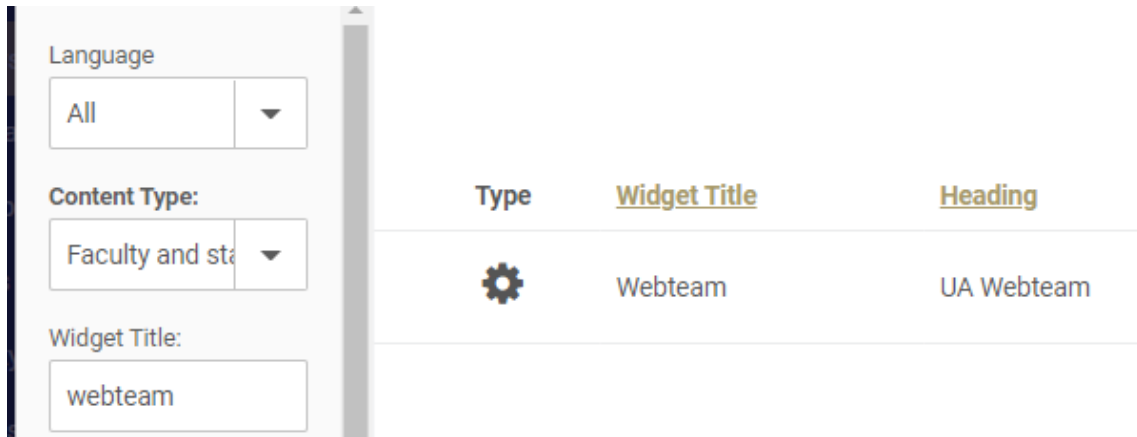 Language
All
Content Type:
Faculty and sta
Widget Title:
webteam
Type Widget Title Heading
Webteam UA Webteam